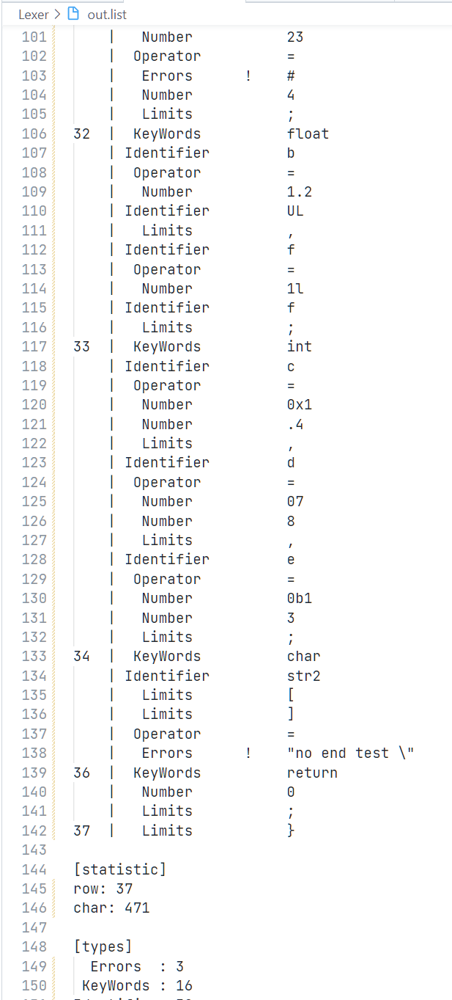 Lexer > out.list
101 | Number 23
102 | Operator =
103 | Errors ! #
104 | Number 4
105 | Limits ;
106 32 | KeyWords float
107 | Identifier b
108 | Operator =
109 | Number 1.2
110 | Identifier UL
111 | Limits ,
112 | Identifier f
113 | Operator =
114 | Number 1l
115 | Identifier f
116 | Limits ;
117 33 | KeyWords int
118 | Identifier c
119 | Operator =
120 | Number 0x1
121 | Number .4
122 | Limits ,
123 | Identifier d
124 | Operator =
125 | Number 07
126 | Number 8
127 | Limits ,
128 | Identifier e
129 | Operator =
130 | Number 0b1
131 | Number 3
132 | Limits ;
133 34 | KeyWords char
134 | Identifier str2
135 | Limits [
136 | Limits ]
137 | Operator =
138 | Errors ! "no end test \"
139 36 | KeyWords return
140 | Number 0
141 | Limits ;
142 37 | Limits }
143
144 [statistic]
145 row: 37
146 char: 471
147
148 [types]
149 Errors : 3
150 KeyWords : 16